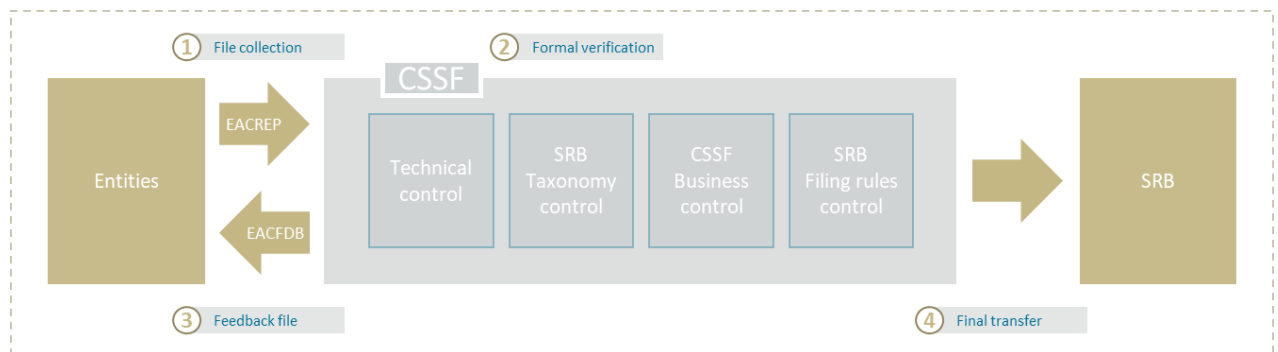 1 File collection
2 Formal verification
CSSF
Entities
EACREP
EACFDB
Technical
control
SRB
Taxonomy
control
CSSF
Business
control
SRB
Filing rules
control
SRB
3 Feedback file
4 Final transfer